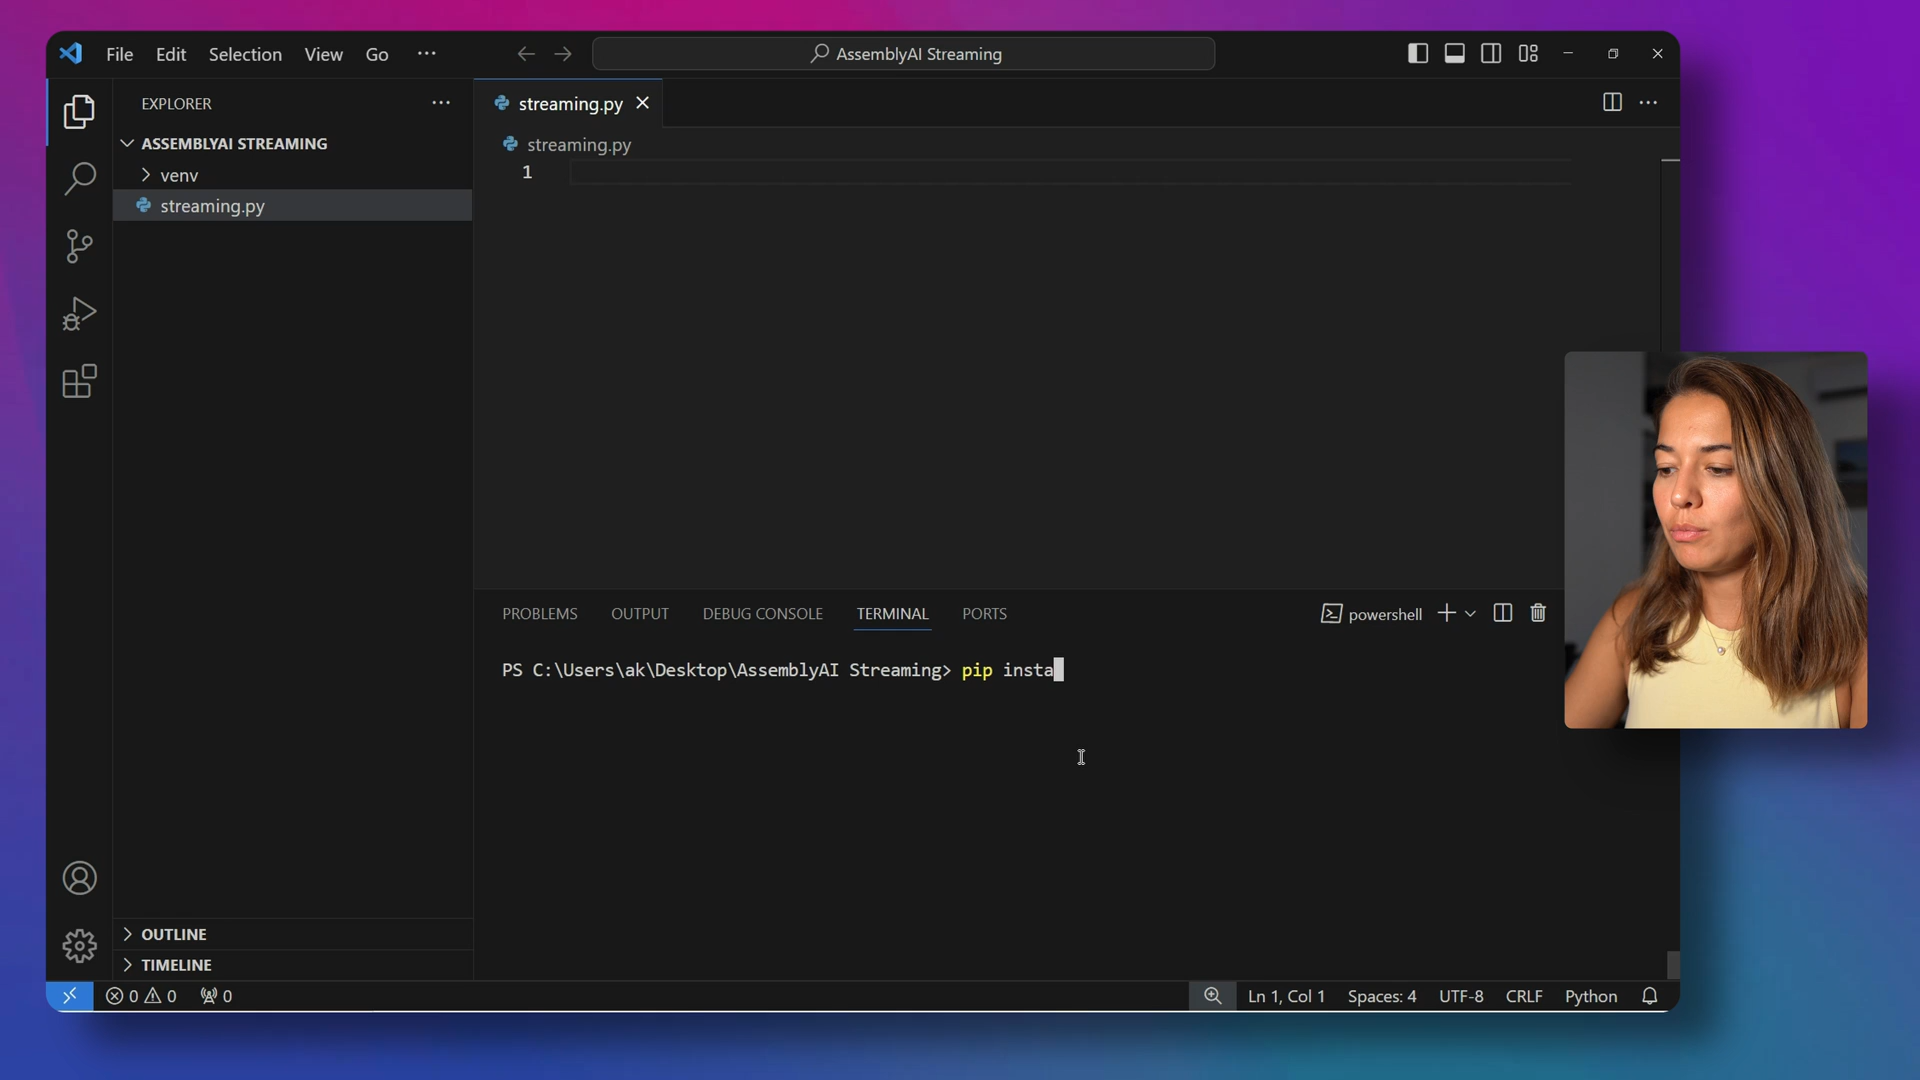 File Edit Selection View Go ···
AssemblyAI Streaming
EXPLORER
ASSEMBLYAI STREAMING
venv
streaming.py
streaming.py
streaming.py
1
PROBLEMS OUTPUT DEBUG CONSOLE TERMINAL PORTS
powershell
PS C:\Users\ak\Desktop\AssemblyAI Streaming> pip insta
OUTLINE
TIMELINE
0 0 0
Ln 1, Col 1 Spaces: 4 UTF-8 CRLF Python